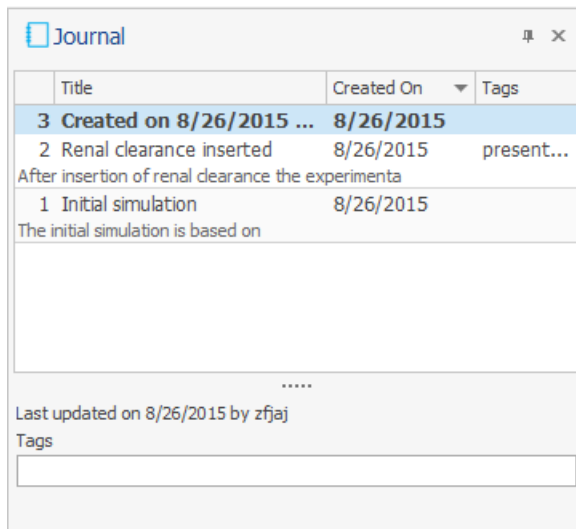 Journal
Title Created On Tags
3 Created on 8/26/2015 ... 8/26/2015
2 Renal clearance inserted 8/26/2015 present...
After insertion of renal clearance the experimenta
1 Initial simulation 8/26/2015
The initial simulation is based on
Last updated on 8/26/2015 by zfjaj
Tags